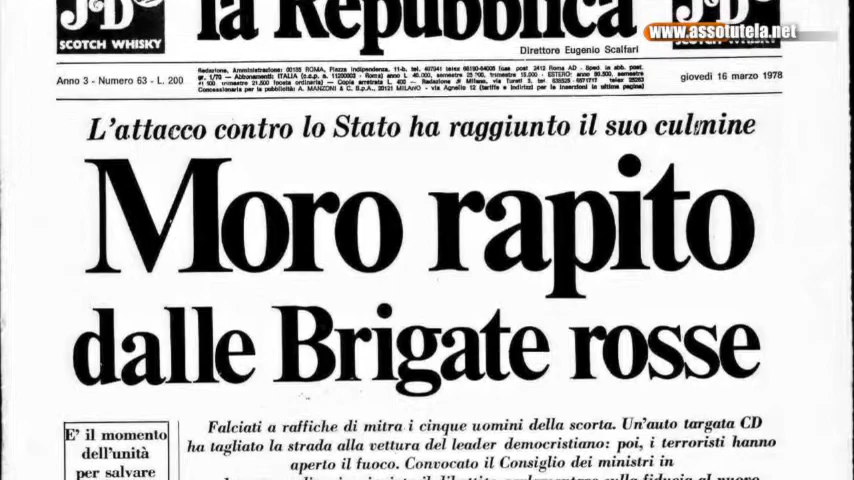 la Repubblica
www.assotutela.net
J&B
SCOTCH WHISKY
J&B
Direttore Eugenio Scalfari
Anno 3 - Numero 63 - L. 200
giovedì 16 marzo 1978
L'attacco contro lo Stato ha raggiunto il suo culmine
Moro rapito
dalle Brigate rosse
E' il momento
dell'unità
per salvare
Falciati a raffiche di mitra i cinque uomini della scorta. Un'auto targata CD
ha tagliato la strada alla vettura del leader democristiano: poi, i terroristi hanno
aperto il fuoco. Convocato il Consiglio dei ministri in